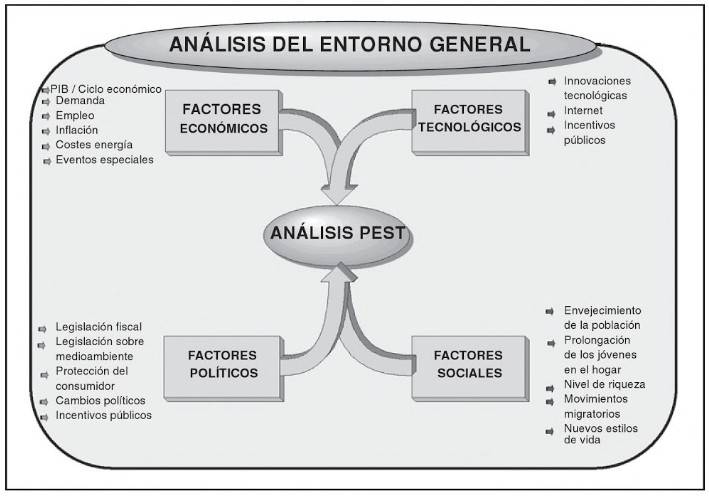 ANÁLISIS DEL ENTORNO GENERAL
PIB / Ciclo económico
Demanda
Empleo
Inflación
Costes energía
Eventos especiales
FACTORES
ECONÓMICOS
FACTORES
TECNOLÓGICOS
Innovaciones
tecnológicas
Internet
Incentivos
públicos
ANÁLISIS PEST
Legislación fiscal
Legislación sobre
medioambiente
Protección del
consumidor
Cambios políticos
Incentivos públicos
FACTORES
POLÍTICOS
FACTORES
SOCIALES
Envejecimiento
de la población
Prolongación
de los jóvenes
en el hogar
Nivel de riqueza
Movimientos
migratorios
Nuevos estilos
de vida